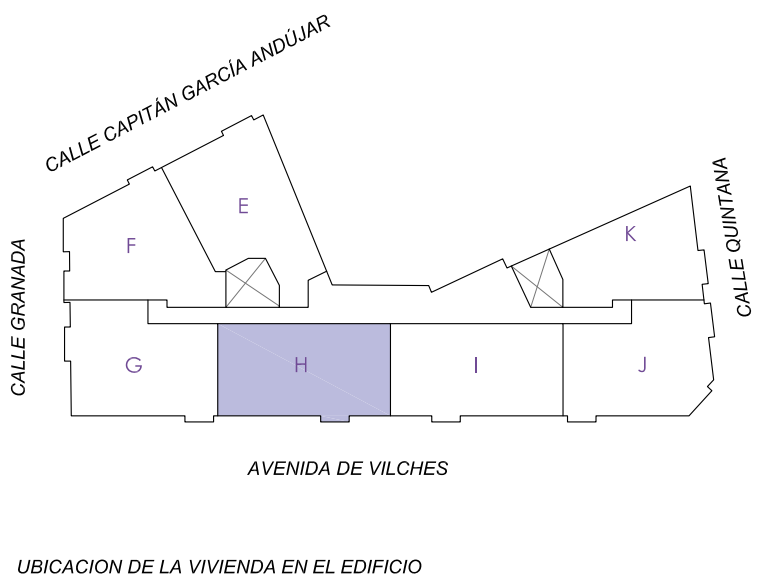 CALLE CAPITÁN GARCÍA ANDÚJAR
E
F
K
CALLE QUINTANA
CALLE GRANADA
G
H
I
J
AVENIDA DE VILCHES
UBICACION DE LA VIVIENDA EN EL EDIFICIO